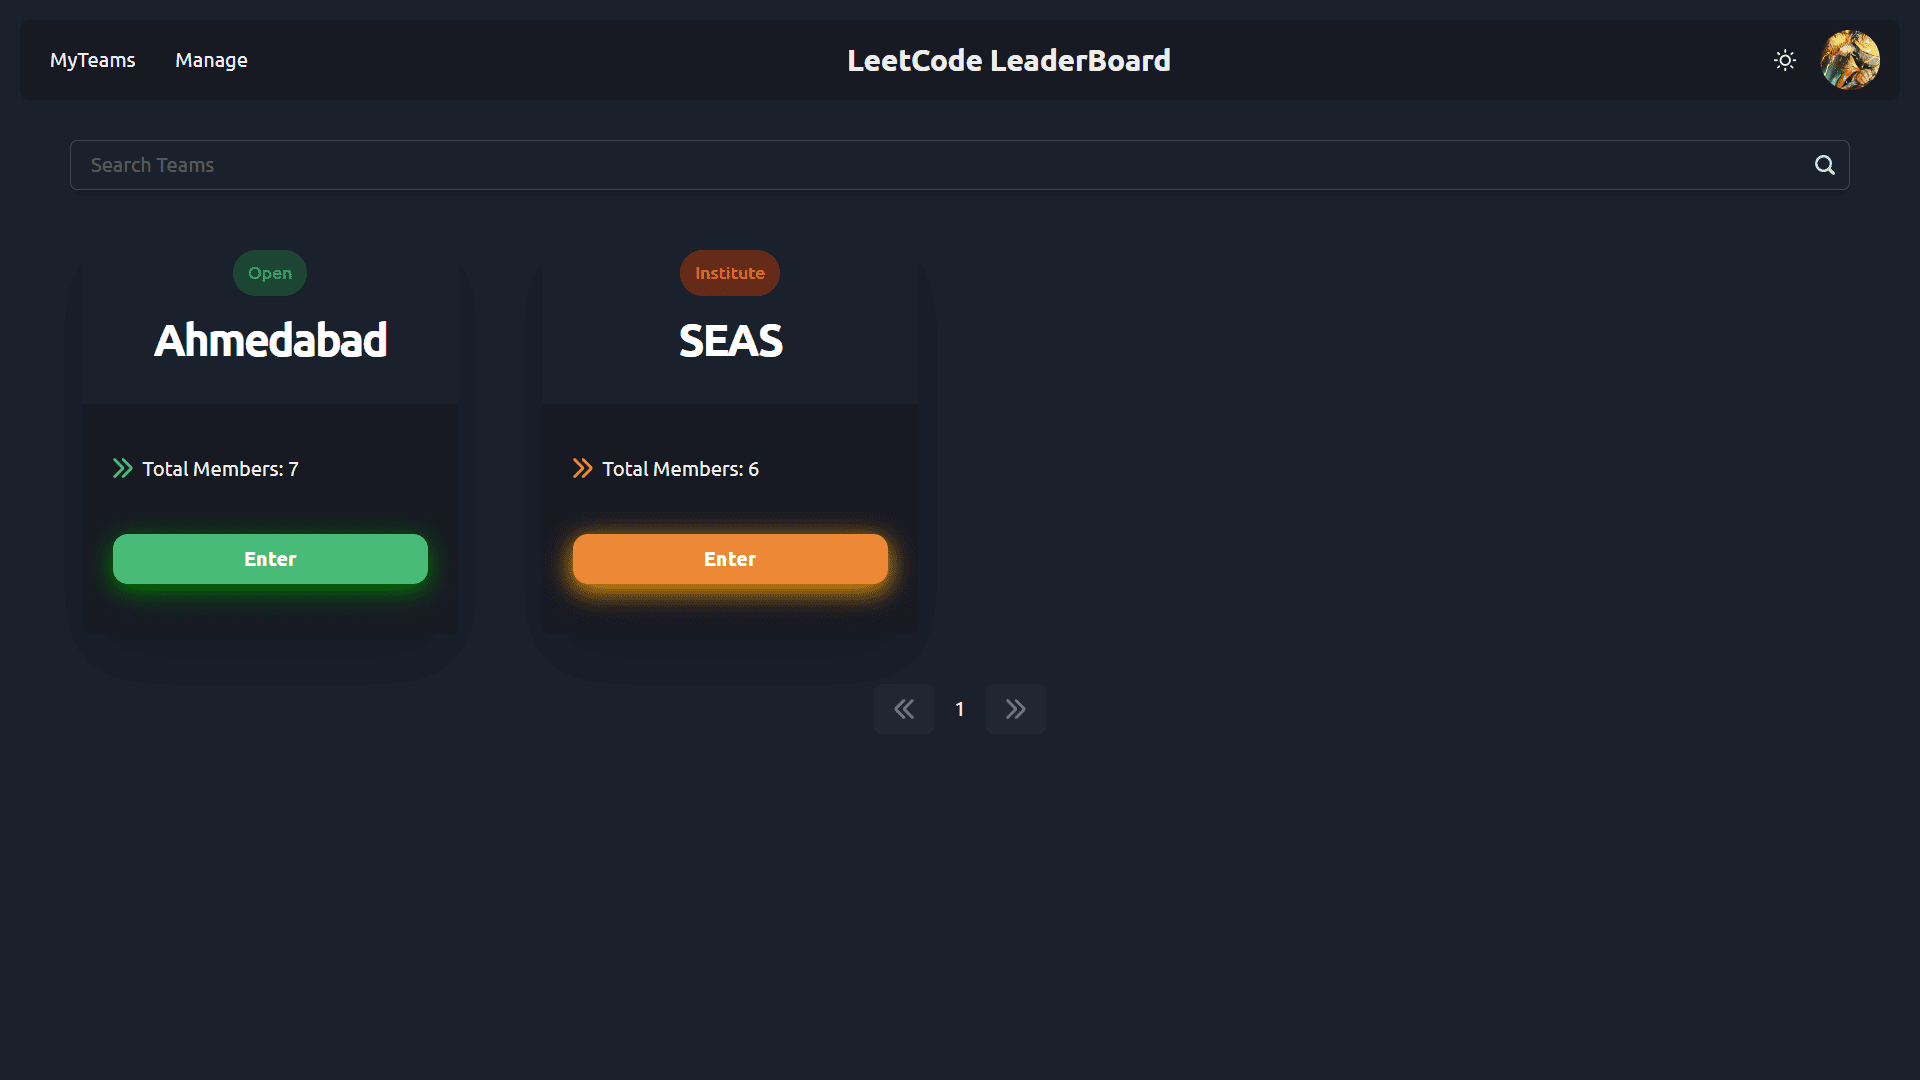 MyTeams
Manage
LeetCode LeaderBoard
Search Teams
Open
Ahmedabad
Total Members: 7
Enter
Institute
SEAS
Total Members: 6
Enter
1